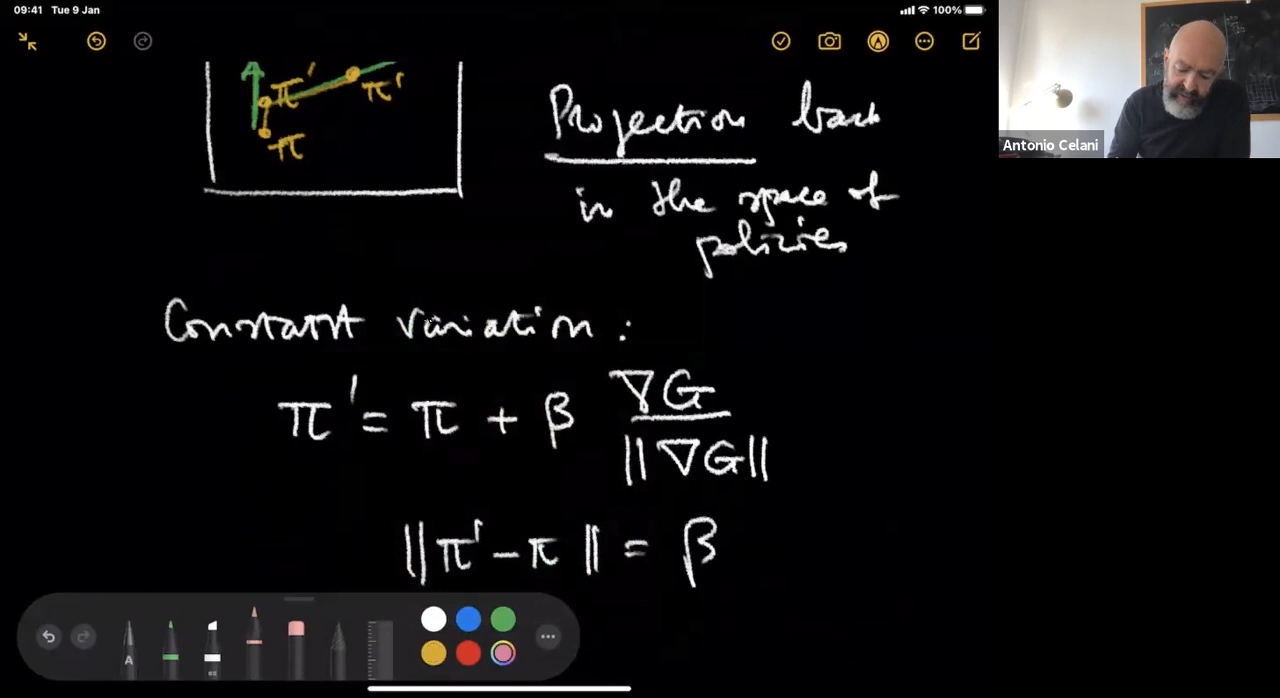 09:41 Tue 9 Jan
100%
π' π'
π
Projection back
in the space of
policies
Constant variation :
π' = π + β ∇G / ||∇G||
||π' - π|| = β
Antonio Celani
A